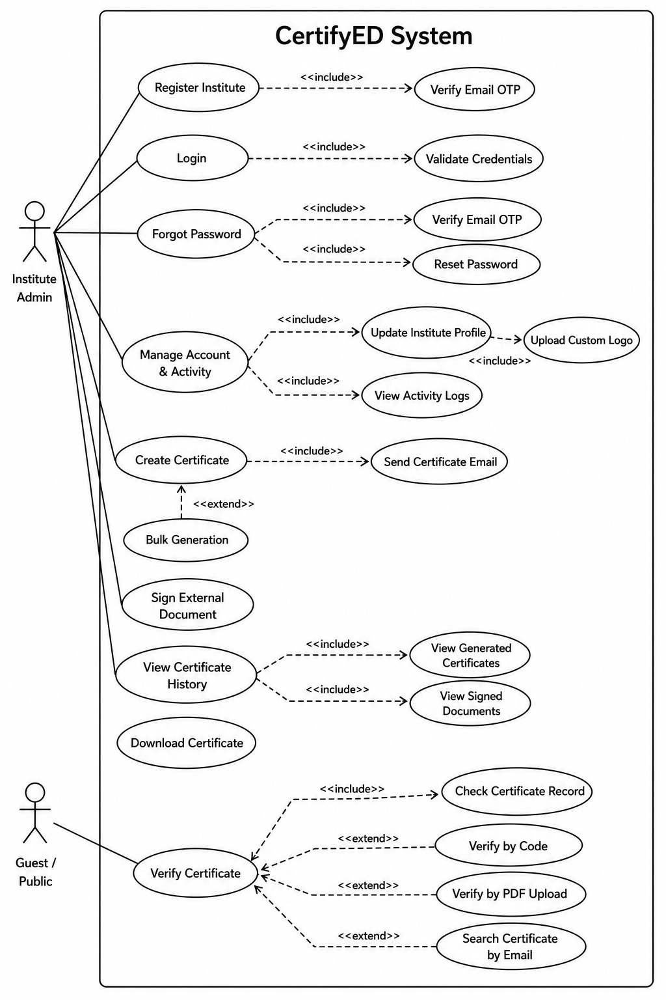 CertifyED System
Register Institute
<<include>>
Verify Email OTP
Login
<<include>>
Validate Credentials
Institute
Admin
Forgot Password
<<include>>
Verify Email OTP
<<include>>
Reset Password
Manage Account
& Activity
<<include>>
Update Institute Profile
<<include>>
Upload Custom Logo
<<include>>
View Activity Logs
Create Certificate
<<include>>
Send Certificate Email
<<extend>>
Bulk Generation
Sign External
Document
View Certificate
History
<<include>>
View Generated
Certificates
<<include>>
View Signed
Documents
Download Certificate
Guest /
Public
Verify Certificate
<<include>>
Check Certificate Record
<<extend>>
Verify by Code
<<extend>>
Verify by PDF Upload
<<extend>>
Search Certificate
by Email